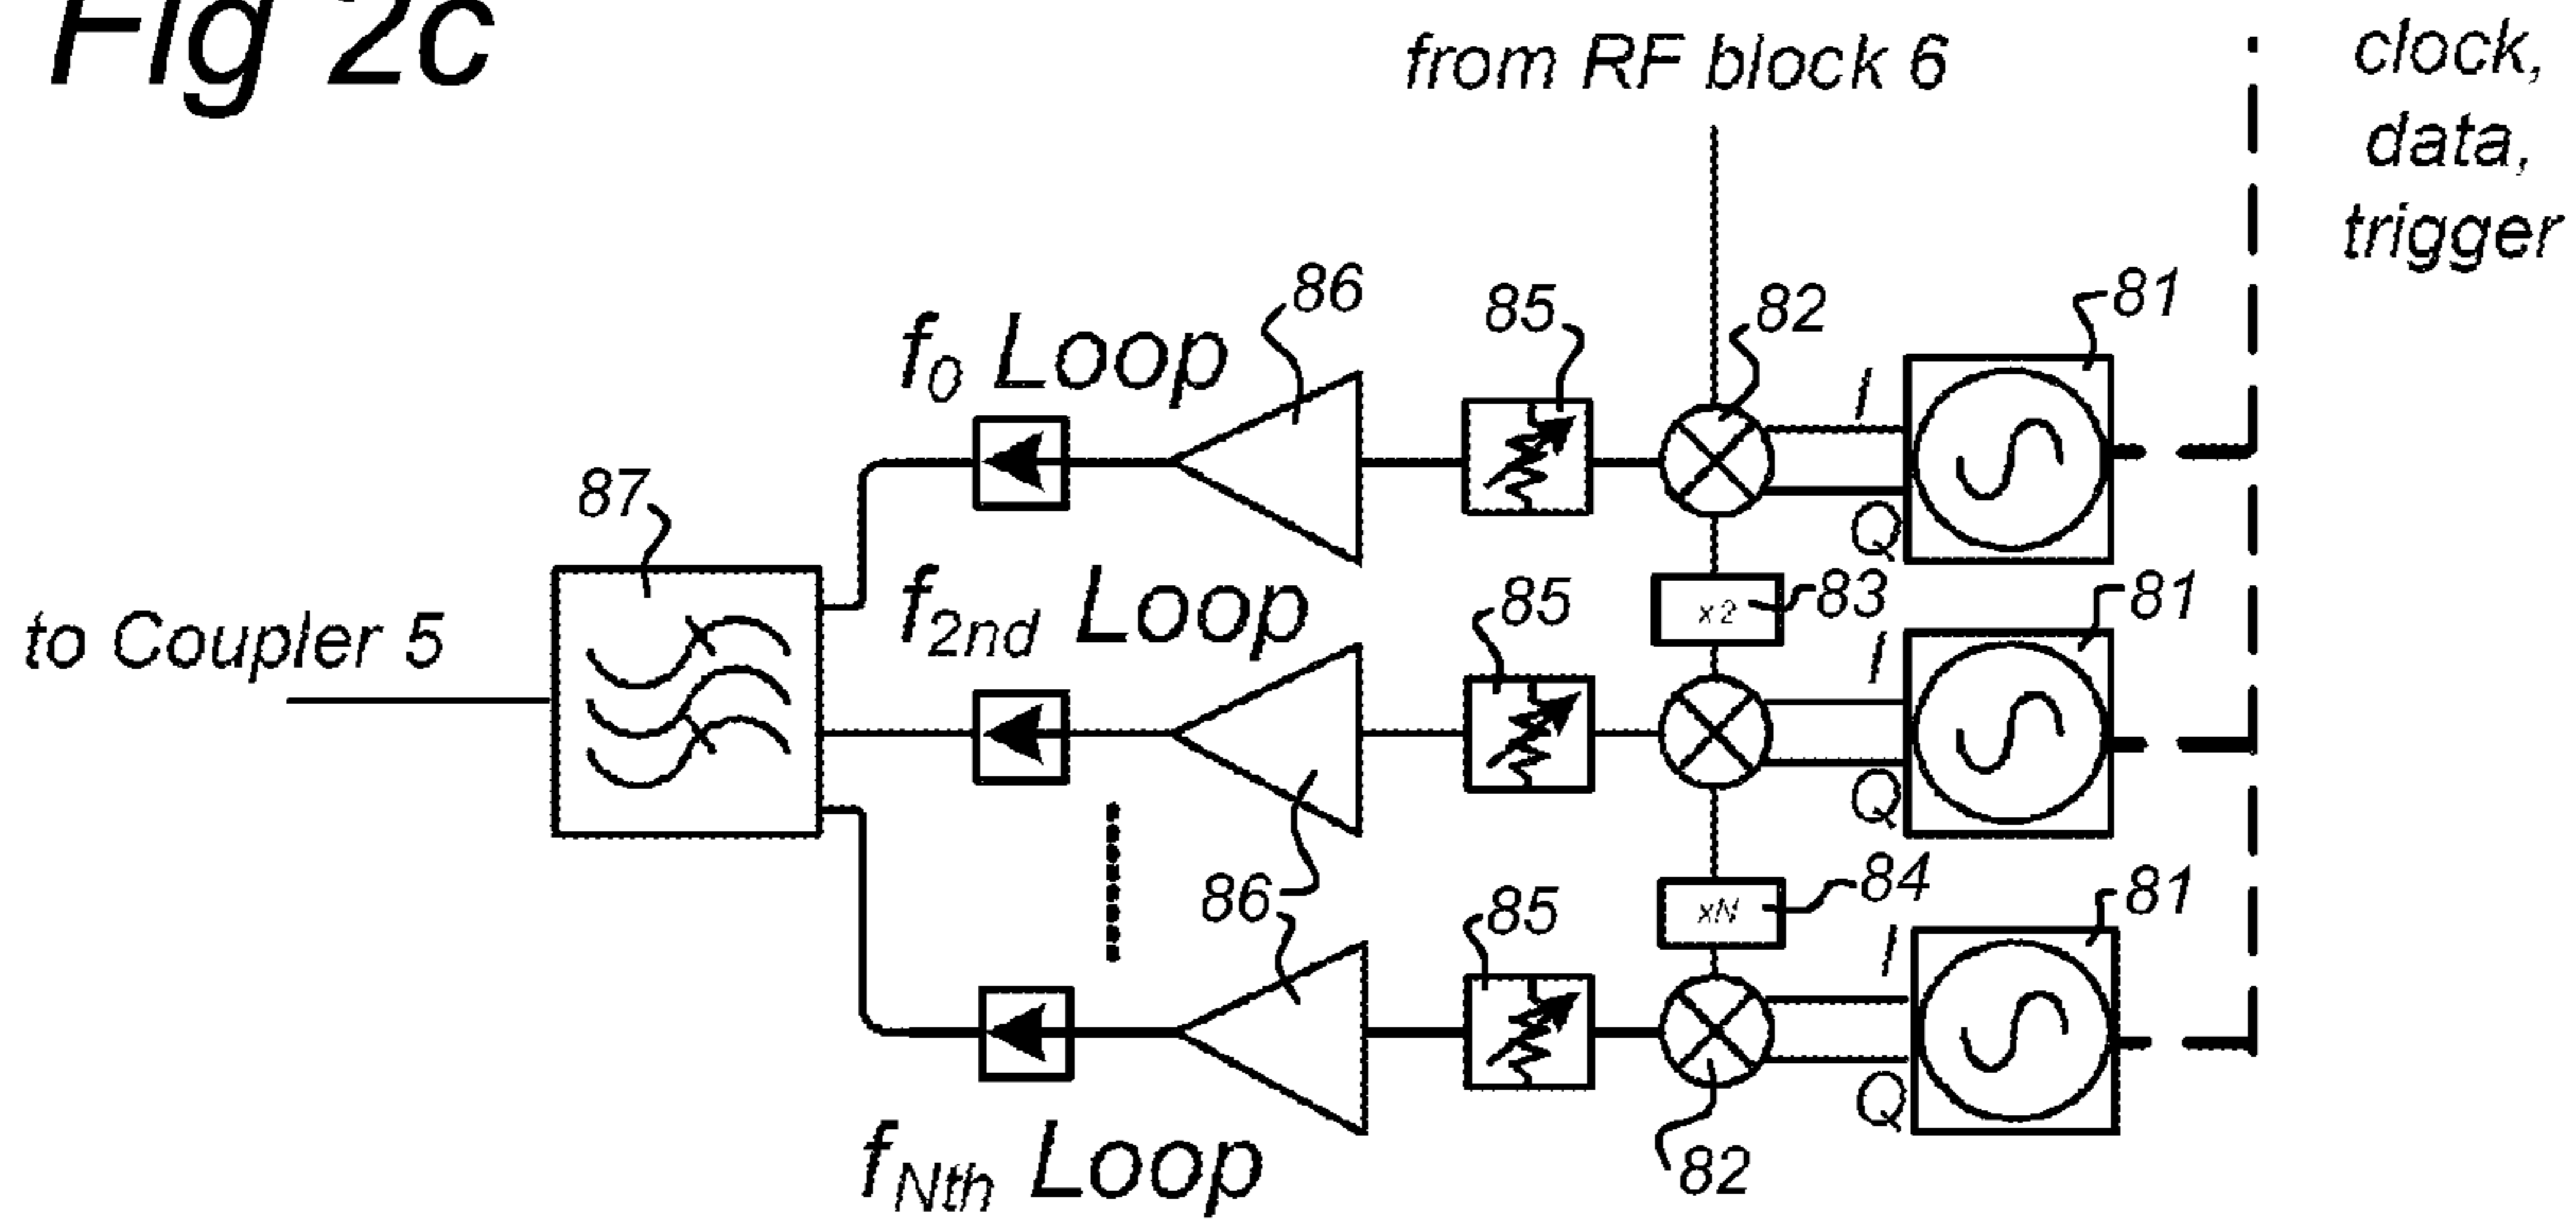 Fig 2c
from RF block 6
clock,
data,
trigger
f0 Loop
86
85
82
81
I
Q
87
f2nd Loop
85
x2
83
81
I
Q
to Coupler 5
86
85
xN
84
81
I
Q
fNth Loop
82